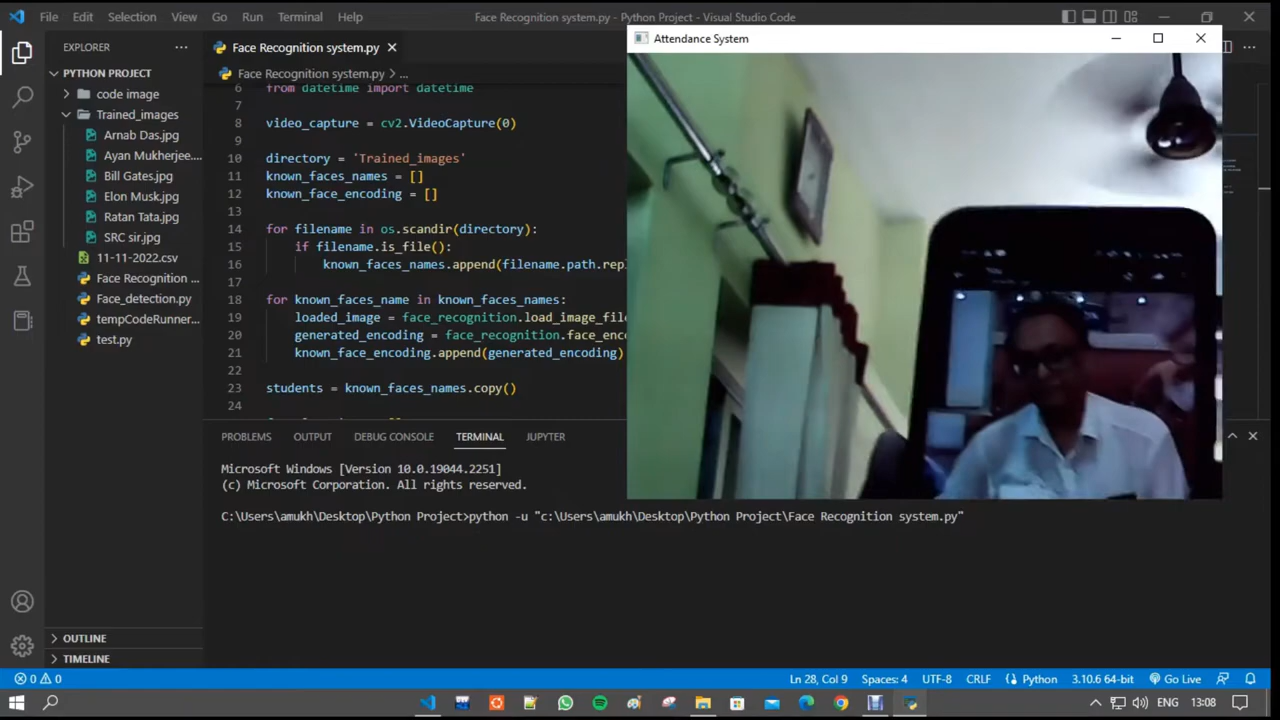 File Edit Selection View Go Run Terminal Help
Face Recognition system.py - Python Project - Visual Studio Code
EXPLORER
PYTHON PROJECT
code image
Trained_images
Arnab Das.jpg
Ayan Mukherjee....
Bill Gates.jpg
Elon Musk.jpg
Ratan Tata.jpg
SRC sir.jpg
11-11-2022.csv
Face Recognition ...
Face_detection.py
tempCodeRunner...
test.py
OUTLINE
TIMELINE
Face Recognition system.py
Face Recognition system.py > ...
6 from datetime import datetime
7
8 video_capture = cv2.VideoCapture(0)
9
10 directory = 'Trained_images'
11 known_faces_names = []
12 known_face_encoding = []
13
14 for filename in os.scandir(directory):
15 if filename.is_file():
16 known_faces_names.append(filename.path.repl
17
18 for known_faces_name in known_faces_names:
19 loaded_image = face_recognition.load_image_file
20 generated_encoding = face_recognition.face_enco
21 known_face_encoding.append(generated_encoding)
22
23 students = known_faces_names.copy()
24
Attendance System
PROBLEMS OUTPUT DEBUG CONSOLE TERMINAL JUPYTER
Microsoft Windows [Version 10.0.19044.2251]
(c) Microsoft Corporation. All rights reserved.
C:\Users\amukh\Desktop\Python Project>python -u "c:\Users\amukh\Desktop\Python Project\Face Recognition system.py"
0 0
Ln 28, Col 9 Spaces: 4 UTF-8 CRLF Python 3.10.6 64-bit Go Live
ENG 13:08